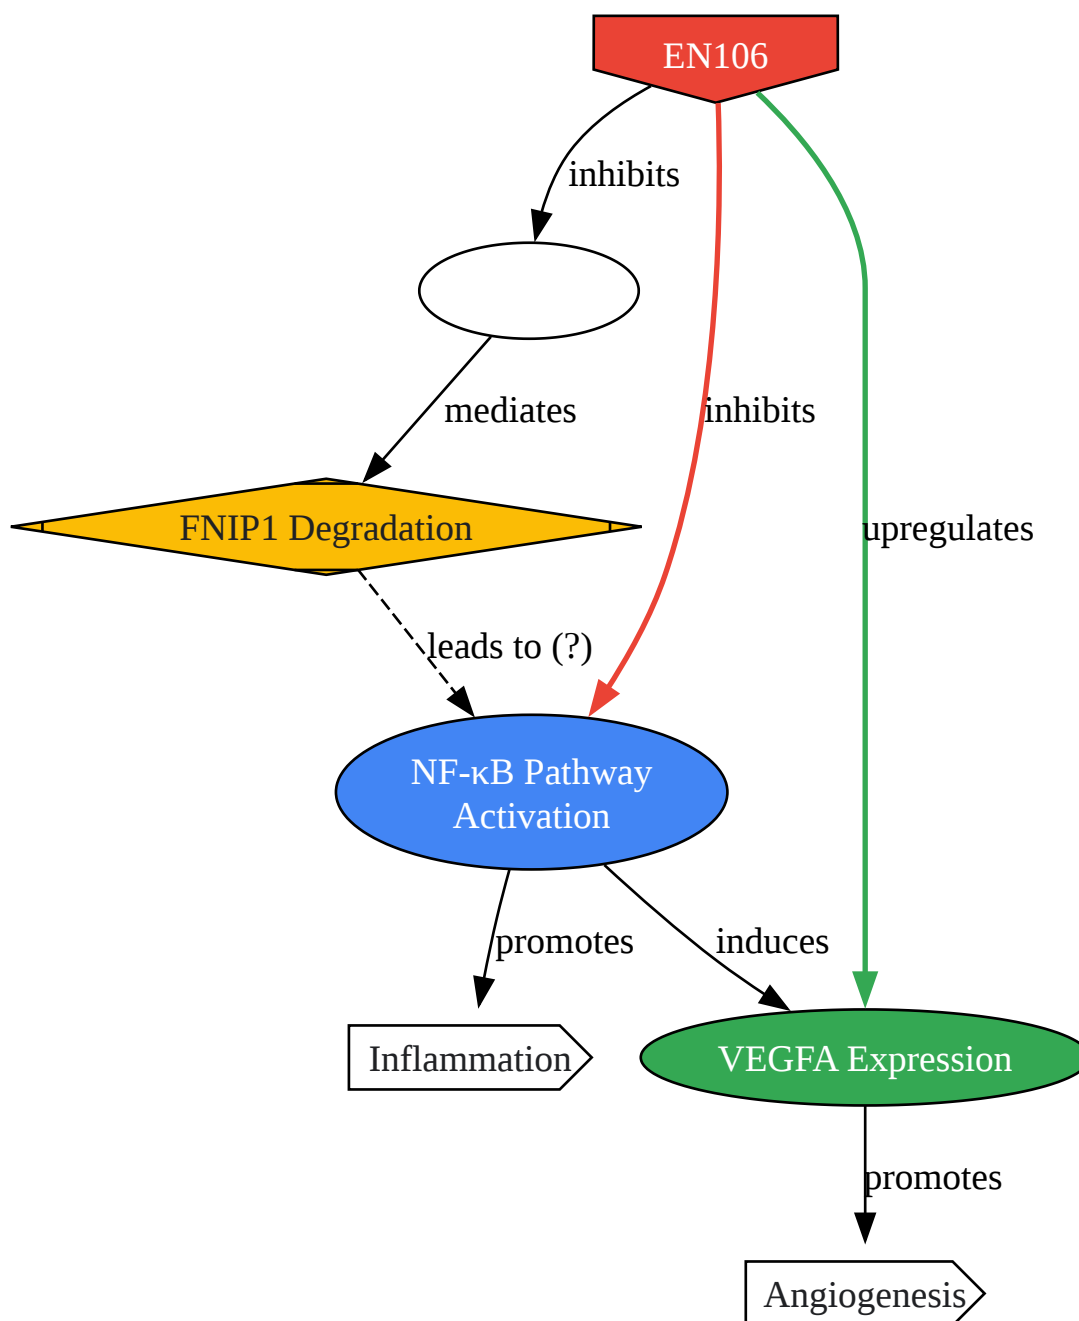 EN106
inhibits
mediates
inhibits
FNIP1 Degradation
upregulates
leads to (?)
NF-κB Pathway
Activation
promotes
induces
Inflammation
VEGFA Expression
promotes
Angiogenesis